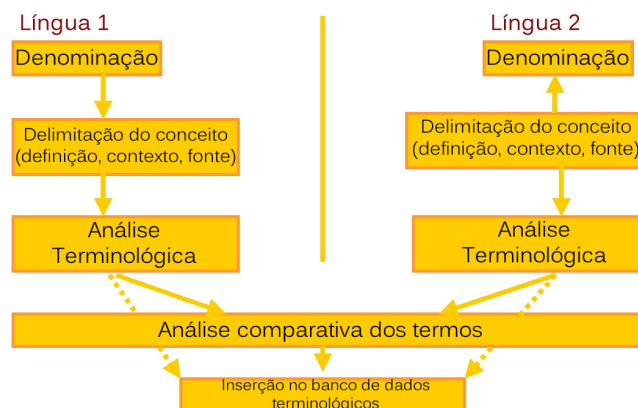 Língua 1
Denominação
Delimitação do conceito
(definição, contexto, fonte)
Análise
Terminológica
Língua 2
Denominação
Delimitação do conceito
(definição, contexto, fonte)
Análise
Terminológica
Análise comparativa dos termos
Inserção no banco de dados
terminológicos